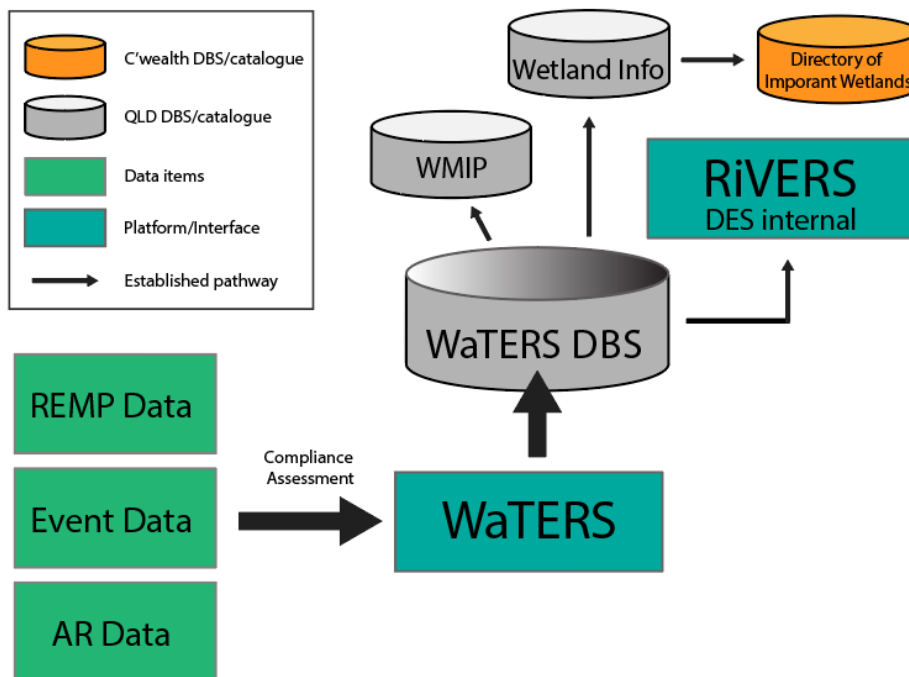 C'wealth DBS/catalogue
QLD DBS/catalogue
Data items
Platform/Interface
Established pathway
Wetland Info
Directory of
Imporant Wetlands
WMIP
RiVERS
DES internal
WaTERS DBS
REMP Data
Event Data
AR Data
Compliance
Assessment
WaTERS